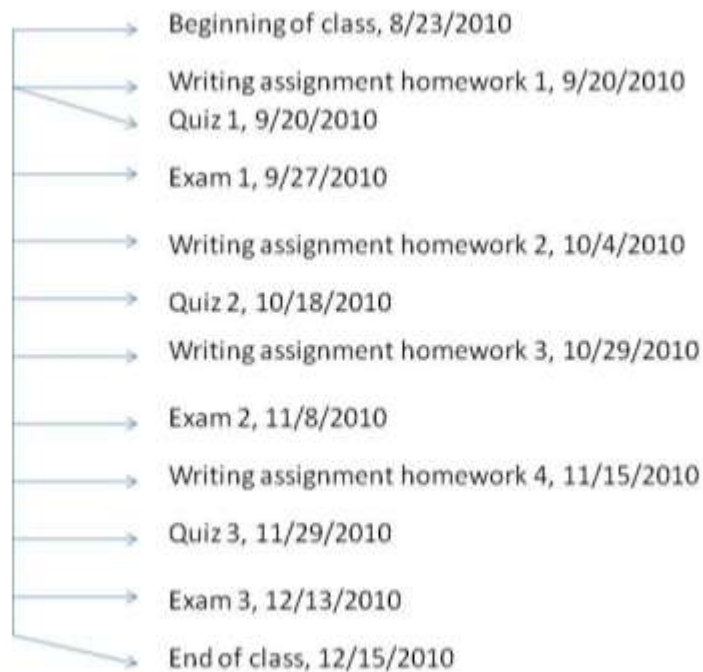 Beginning of class, 8/23/2010
Writing assignment homework 1, 9/20/2010
Quiz 1, 9/20/2010
Exam 1, 9/27/2010
Writing assignment homework 2, 10/4/2010
Quiz 2, 10/18/2010
Writing assignment homework 3, 10/29/2010
Exam 2, 11/8/2010
Writing assignment homework 4, 11/15/2010
Quiz 3, 11/29/2010
Exam 3, 12/13/2010
End of class, 12/15/2010